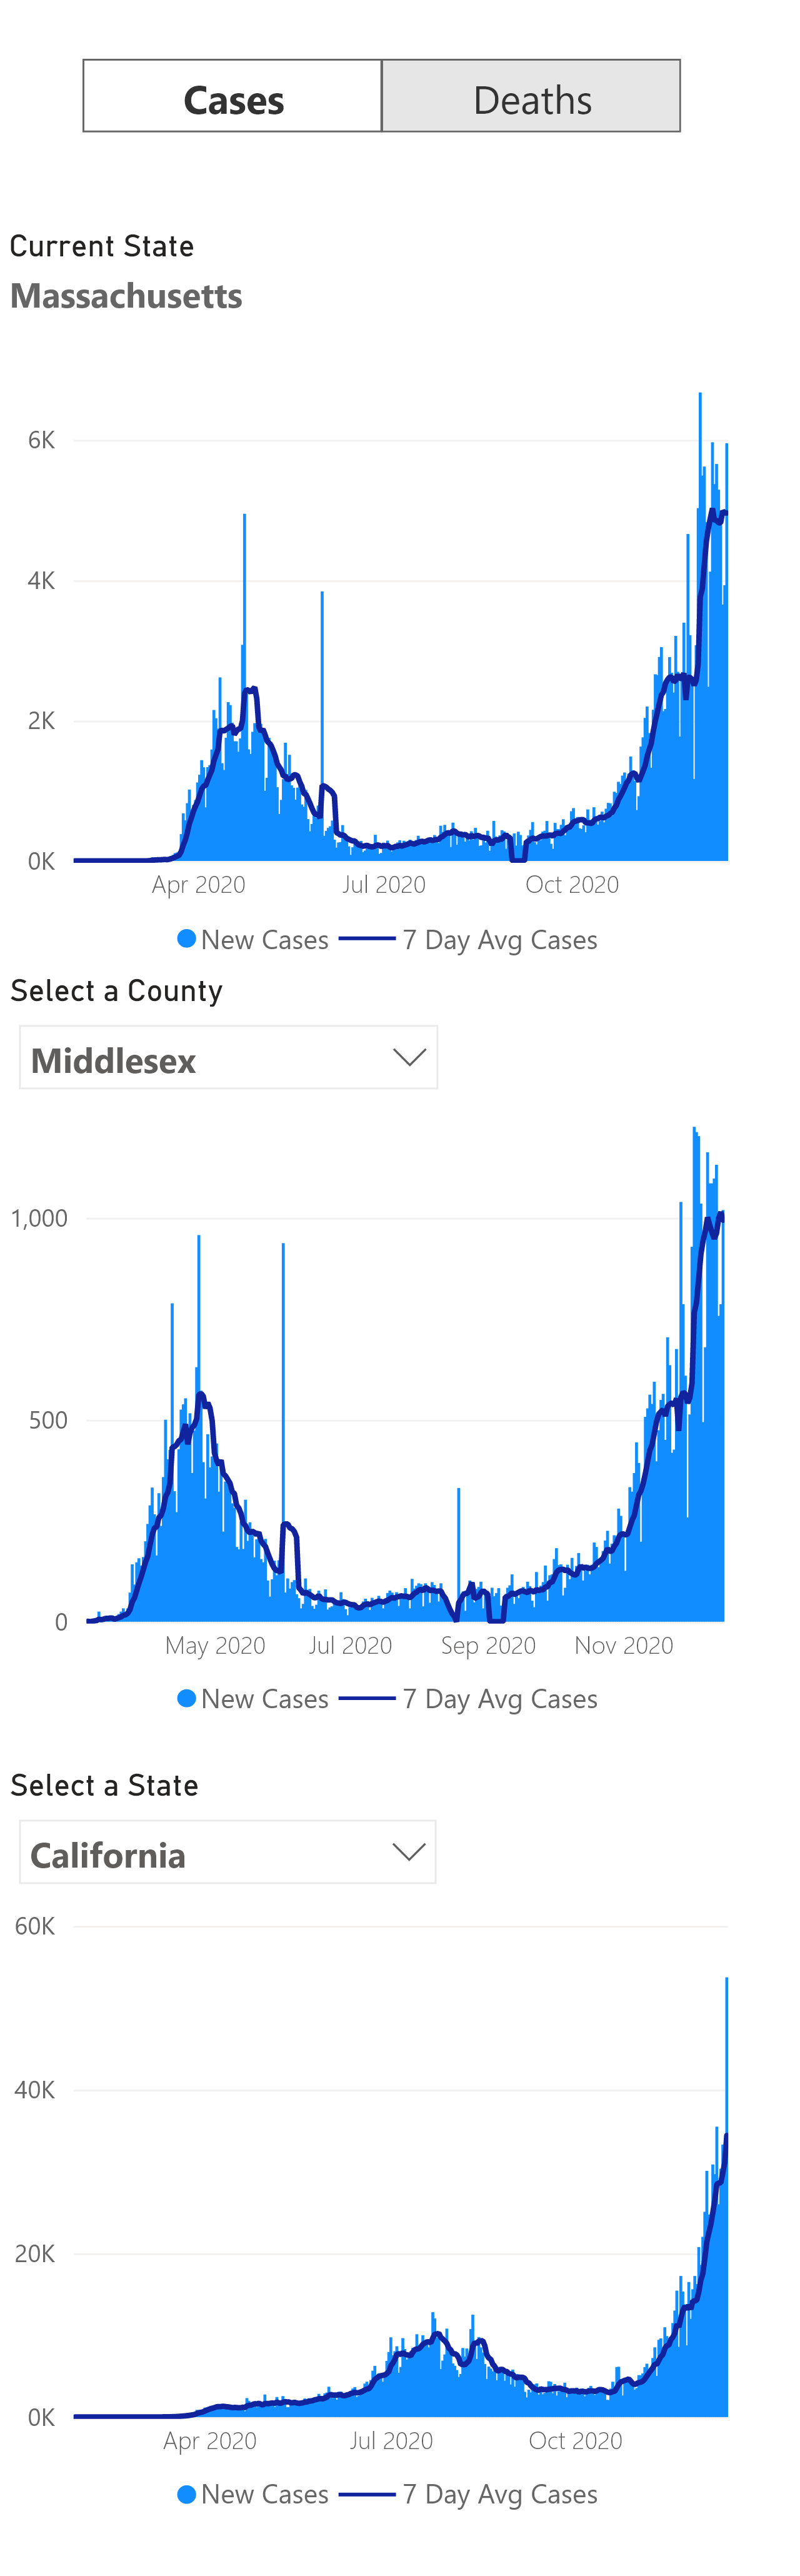 Cases Deaths
Current State
Massachusetts
6K
4K
2K
0K
Apr 2020 Jul 2020 Oct 2020
New Cases 7 Day Avg Cases
Select a County
Middlesex
1,000
500
0
May 2020 Jul 2020 Sep 2020 Nov 2020
New Cases 7 Day Avg Cases
Select a State
California
60K
40K
20K
0K
Apr 2020 Jul 2020 Oct 2020
New Cases 7 Day Avg Cases